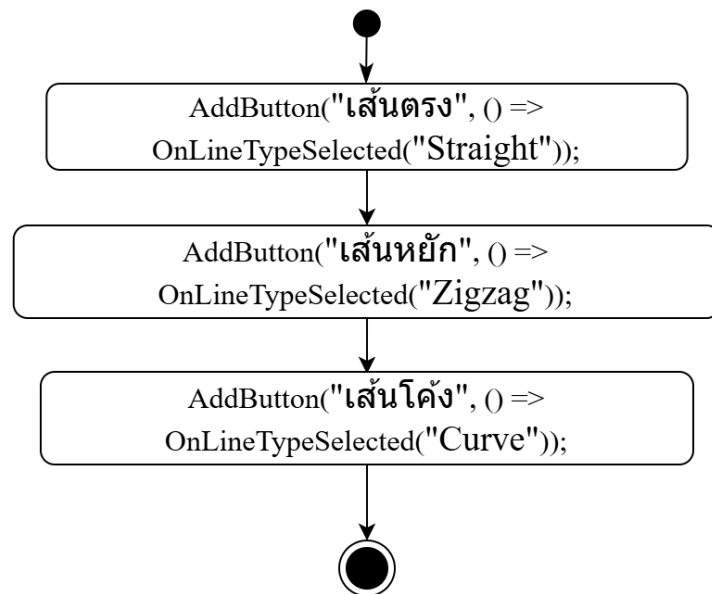 AddButton("เส้นตรง", () =>
OnLineTypeSelected("Straight"));
AddButton("เส้นหยัก", () =>
OnLineTypeSelected("Zigzag"));
AddButton("เส้นโค้ง", () =>
OnLineTypeSelected("Curve"));